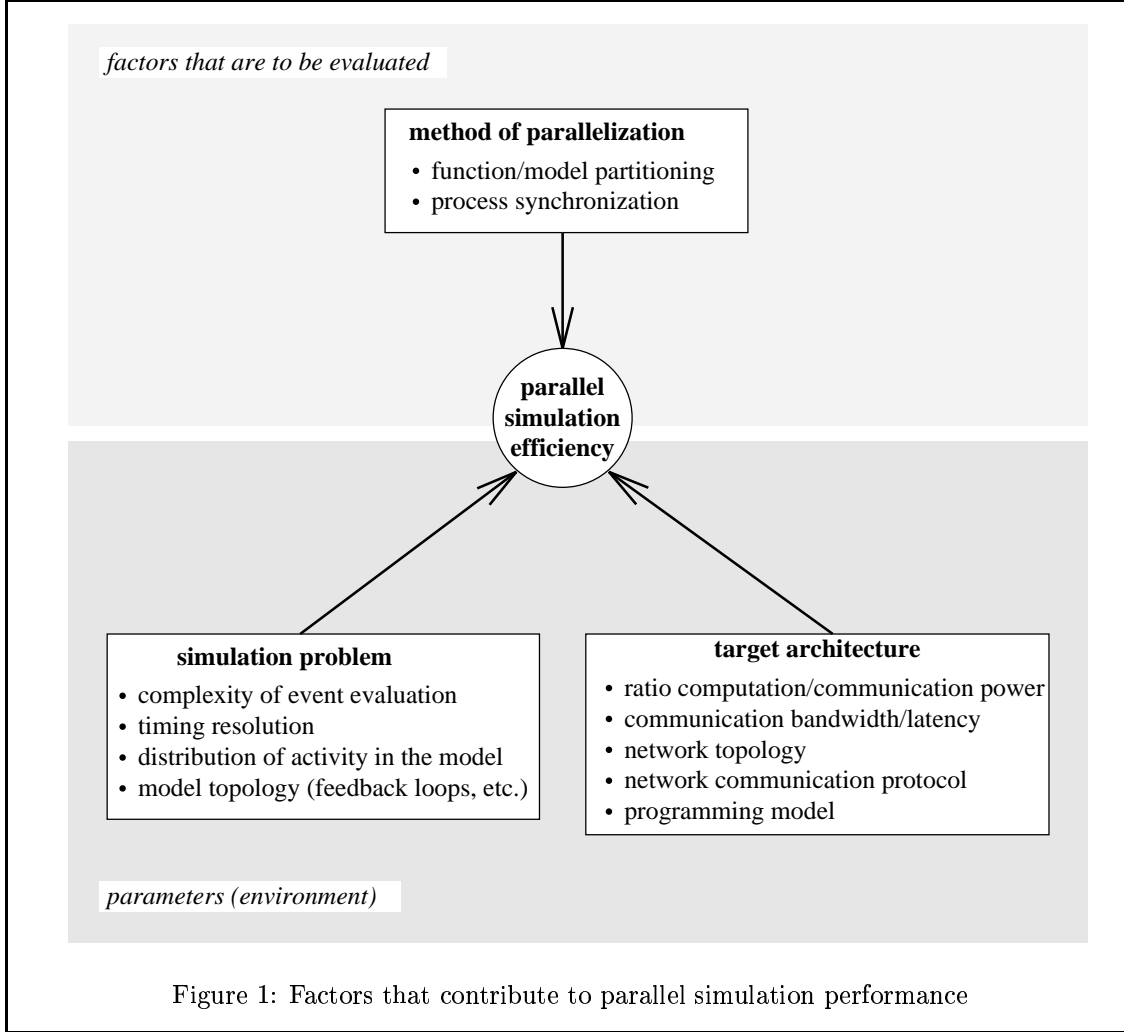 factors that are to be evaluated
method of parallelization
• function/model partitioning
• process synchronization
parallel
simulation
efficiency
simulation problem
• complexity of event evaluation
• timing resolution
• distribution of activity in the model
• model topology (feedback loops, etc.)
target architecture
• ratio computation/communication power
• communication bandwidth/latency
• network topology
• network communication protocol
• programming model
parameters (environment)
Figure 1: Factors that contribute to parallel simulation performance